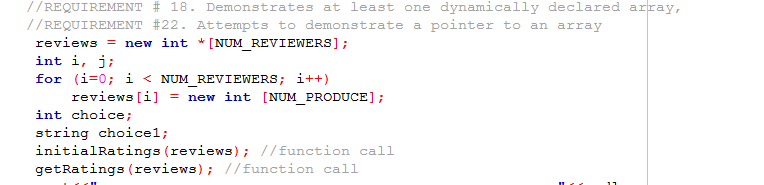 //REQUIREMENT # 18. Demonstrates at least one dynamically declared array,
//REQUIREMENT #22. Attempts to demonstrate a pointer to an array
reviews = new int *[NUM_REVIEWERS];
int i, j;
for (i=0; i < NUM_REVIEWERS; i++)
reviews[i] = new int [NUM_PRODUCE];
int choice;
string choice1;
initialRatings(reviews); //function call
getRatings(reviews); //function call